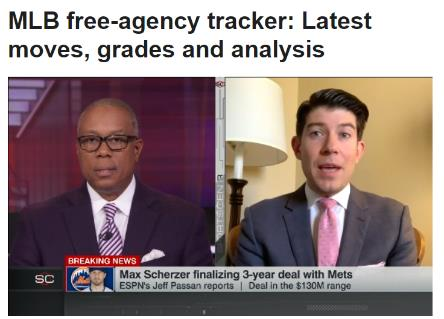 MLB free-agency tracker: Latest
moves, grades and analysis
BREAKING NEWS
SC
Max Scherzer finalizing 3-year deal with Mets
ESPN's Jeff Passan reports | Deal in the $130M range